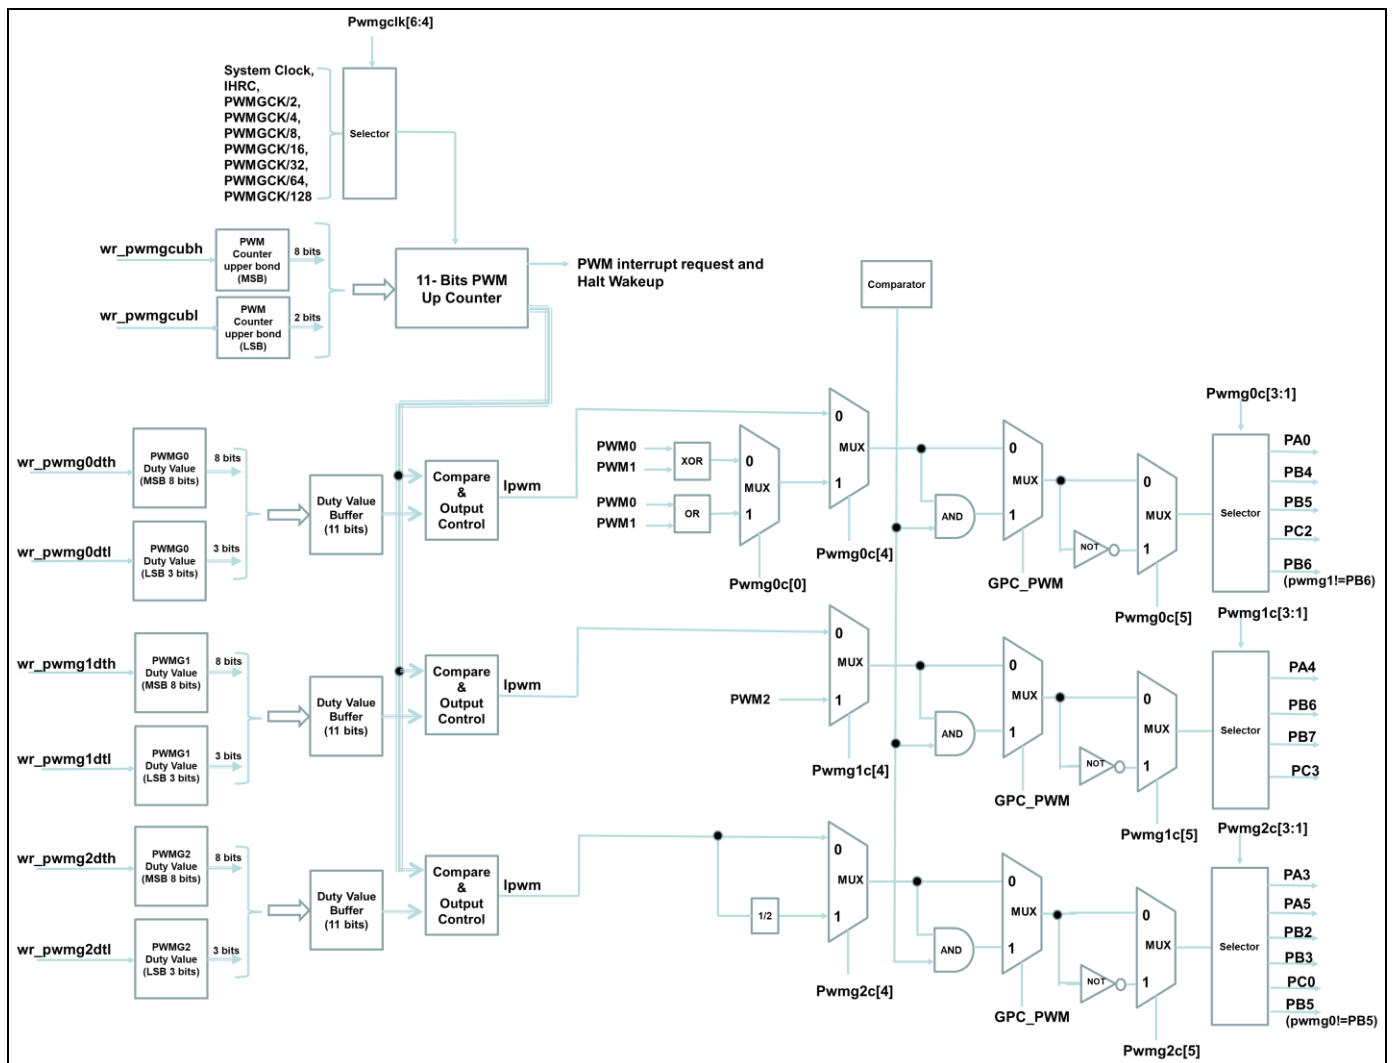 Pwmgclk[6:4]
System Clock,
IHRC,
PWMGCK/2,
PWMGCK/4,
PWMGCK/8,
PWMGCK/16,
PWMGCK/32,
PWMGCK/64,
PWMGCK/128
Selector
wr_pwmgcubh
PWM
Counter
upper bond
(MSB)
8 bits
wr_pwmgcubl
PWM
Counter
upper bond
(LSB)
2 bits
11- Bits PWM
Up Counter
PWM interrupt request and
Halt Wakeup
Comparator
wr_pwmg0dth
PWMG0
Duty Value
(MSB 8 bits)
8 bits
wr_pwmg0dtl
PWMG0
Duty Value
(LSB 3 bits)
3 bits
Duty Value
Buffer
(11 bits)
Compare
&
Output
Control
Ipwm
PWM0
PWM1
XOR
PWM0
PWM1
OR
0
MUX
1
Pwmg0c[0]
0
MUX
1
Pwmg0c[4]
AND
0
MUX
1
GPC_PWM
NOT
0
MUX
1
Pwmg0c[5]
Pwmg0c[3:1]
Selector
PA0
PB4
PB5
PC2
PB6
(pwmg1!=PB6)
wr_pwmg1dth
PWMG1
Duty Value
(MSB 8 bits)
8 bits
wr_pwmg1dtl
PWMG1
Duty Value
(LSB 3 bits)
3 bits
Duty Value
Buffer
(11 bits)
Compare
&
Output
Control
Ipwm
PWM2
0
MUX
1
Pwmg1c[4]
AND
0
MUX
1
GPC_PWM
NOT
0
MUX
1
Pwmg1c[5]
Pwmg1c[3:1]
Selector
PA4
PB6
PB7
PC3
wr_pwmg2dth
PWMG2
Duty Value
(MSB 8 bits)
8 bits
wr_pwmg2dtl
PWMG2
Duty Value
(LSB 3 bits)
3 bits
Duty Value
Buffer
(11 bits)
Compare
&
Output
Control
Ipwm
1/2
0
MUX
1
Pwmg2c[4]
AND
0
MUX
1
GPC_PWM
NOT
0
MUX
1
Pwmg2c[5]
Pwmg2c[3:1]
Selector
PA3
PA5
PB2
PB3
PC0
PB5
(pwmg0!=PB5)